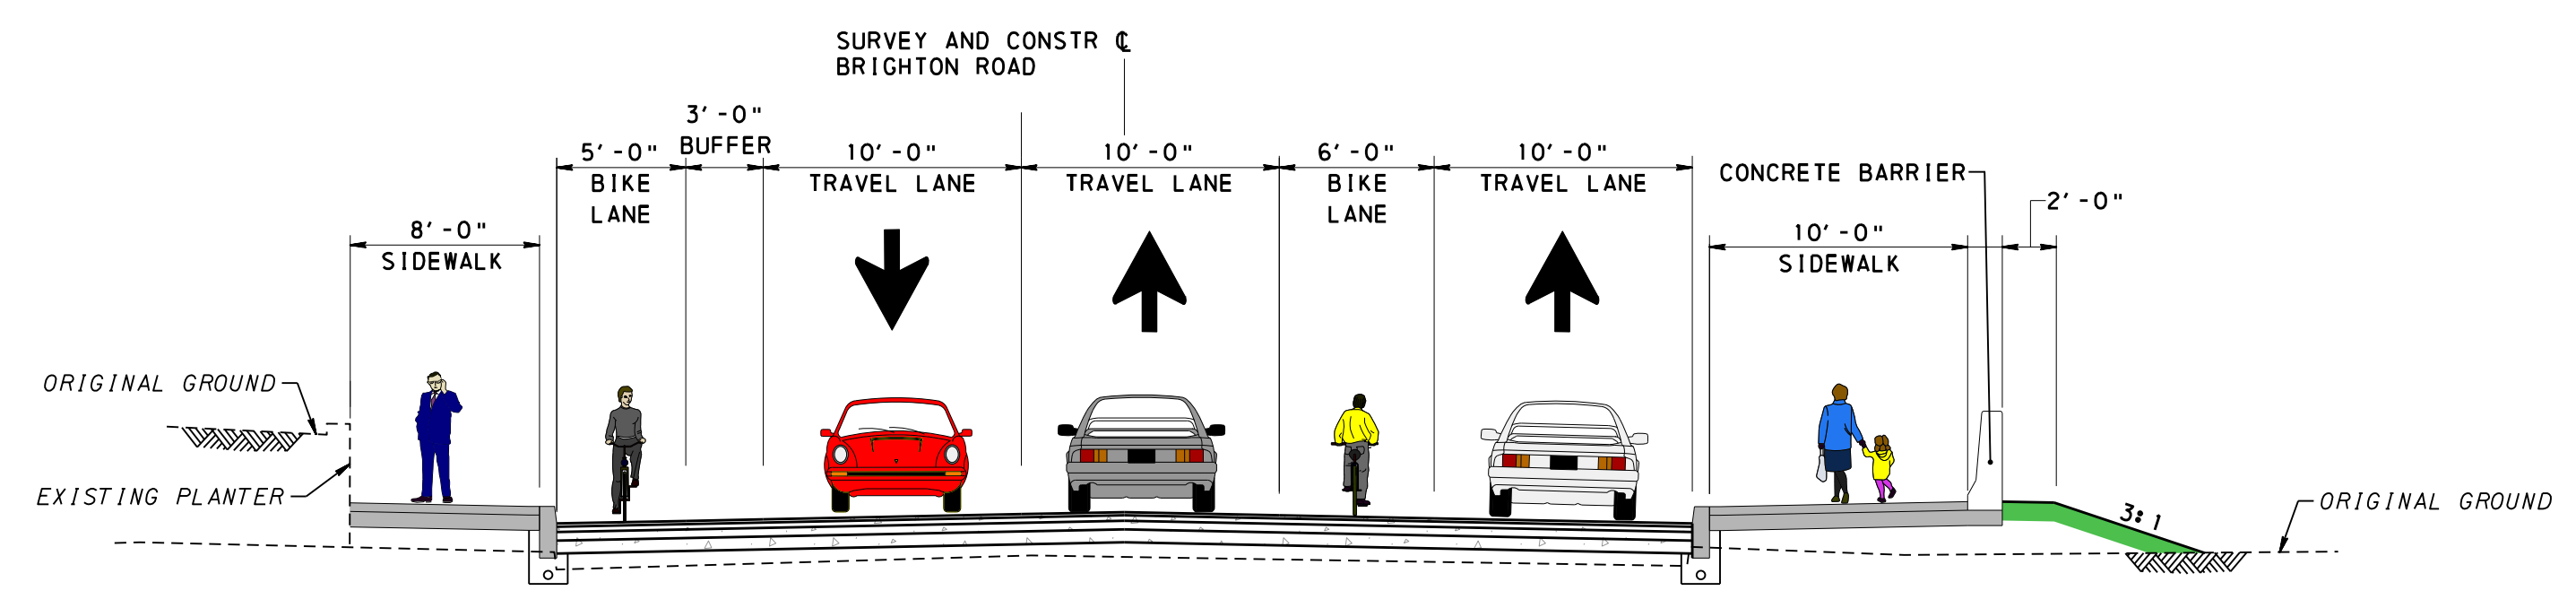 SURVEY AND CONSTR ℄
BRIGHTON ROAD
3'-0"
BUFFER
5'-0"
BIKE
LANE
10'-0"
TRAVEL LANE
10'-0"
TRAVEL LANE
6'-0"
BIKE
LANE
10'-0"
TRAVEL LANE
CONCRETE BARRIER
2'-0"
8'-0"
SIDEWALK
10'-0"
SIDEWALK
ORIGINAL GROUND
EXISTING PLANTER
3:1
ORIGINAL GROUND